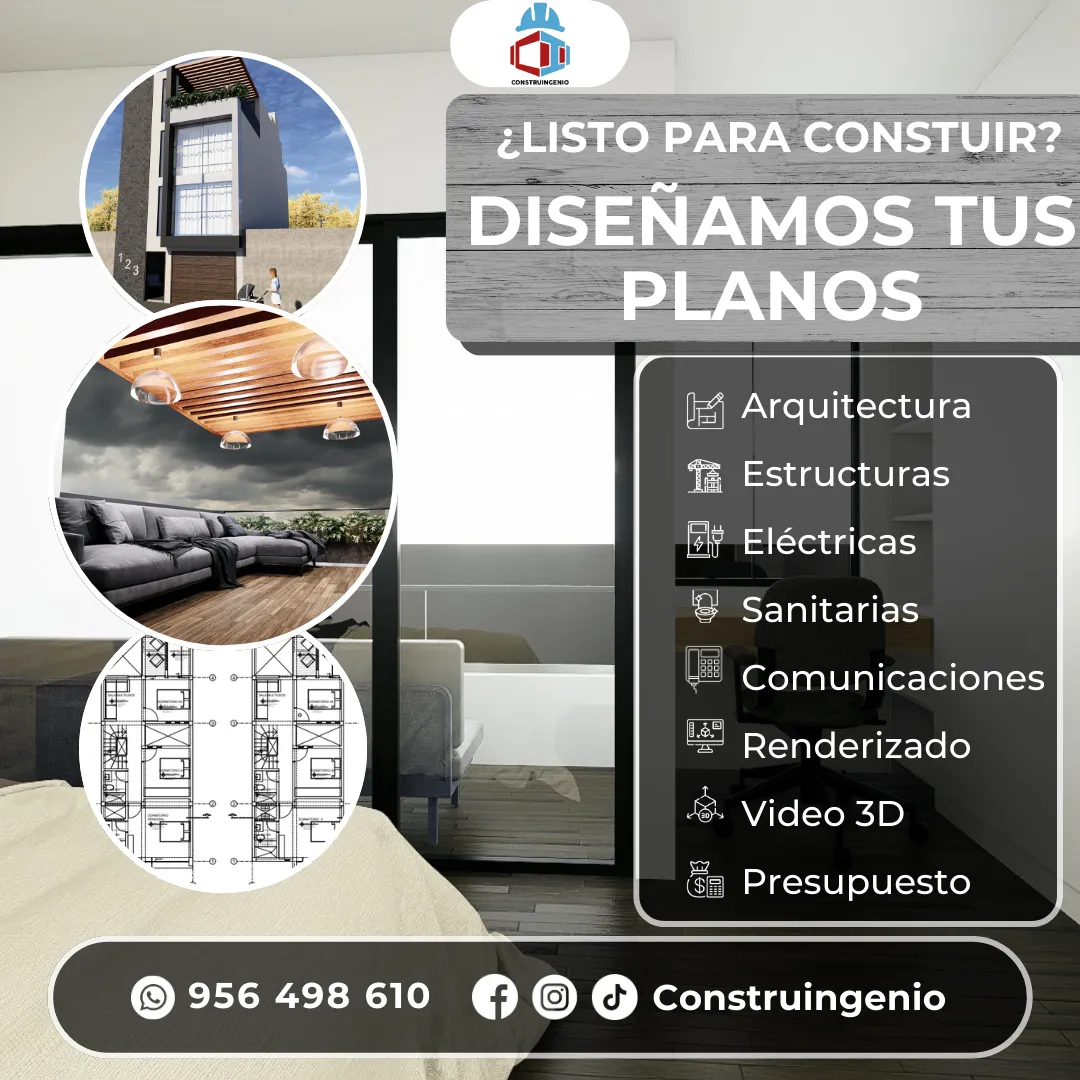 CONSTRUINGENIO
¿LISTO PARA CONSTUIR?
DISEÑAMOS TUS
PLANOS
123
Arquitectura
Estructuras
Eléctricas
Sanitarias
Comunicaciones
Renderizado
Video 3D
Presupuesto
956 498 610
Construingenio